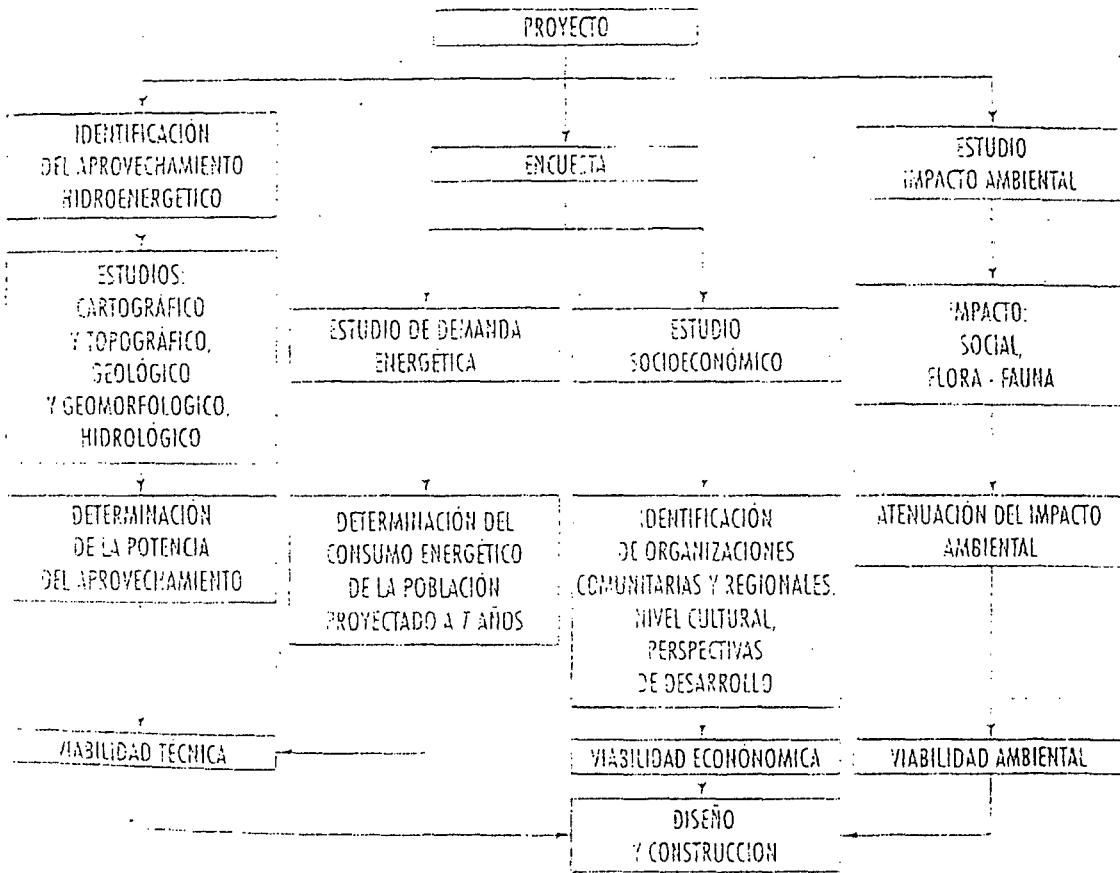 PROYECTO
IDENTIFICACIÓN
DEL APROVECHAMIENTO
HIDROENERGÉTICO
ENCUESTA
ESTUDIO
IMPACTO AMBIENTAL
ESTUDIOS:
CARTOGRÁFICO
Y TOPOGRÁFICO,
GEOLÓGICO
Y GEOMORFOLOGICO,
HIDROLÓGICO
ESTUDIO DE DEMANDA
ENERGÉTICA
ESTUDIO
SOCIOECONÓMICO
IMPACTO:
SOCIAL,
FLORA - FAUNA
DETERMINACIÓN
DE LA POTENCIA
DEL APROVECHAMIENTO
DETERMINACIÓN DEL
CONSUMO ENERGÉTICO
DE LA POBLACIÓN
PROYECTADO A 7 AÑOS
IDENTIFICACIÓN
DE ORGANIZACIONES
COMUNITARIAS Y REGIONALES.
NIVEL CULTURAL,
PERSPECTIVAS
DE DESARROLLO
ATENUACIÓN DEL IMPACTO
AMBIENTAL
VIABILIDAD TÉCNICA
VIABILIDAD ECONÓNOMICA
VIABILIDAD AMBIENTAL
DISEÑO
Y CONSTRUCCION